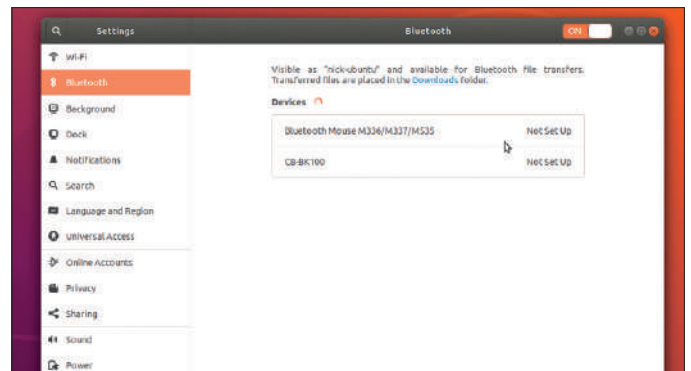 Settings
Bluetooth
ON
Wi-Fi
Bluetooth
Background
Dock
Notifications
Search
Language and Region
Universal Access
Online Accounts
Privacy
Sharing
Sound
Power
Visible as "nick-ubuntu" and available for Bluetooth file transfers.
Transferred files are placed in the Downloads folder.
Devices
Bluetooth Mouse M336/M337/M535 Not Set Up
CB-BK100 Not Set Up